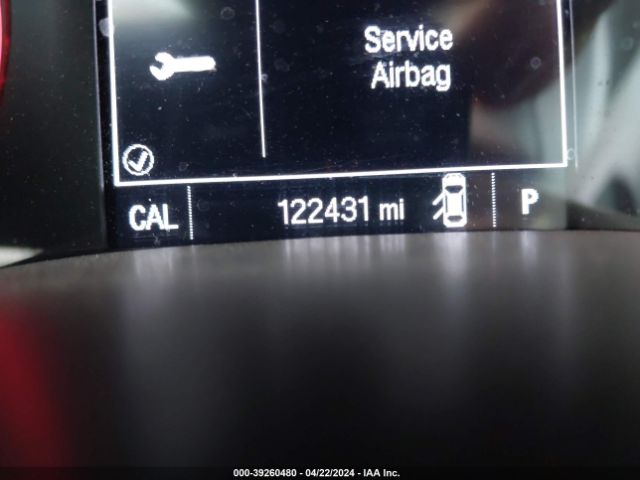 Service
Airbag
CAL 122431 mi P
000-39260480 - 04/22/2024 - IAA Inc.